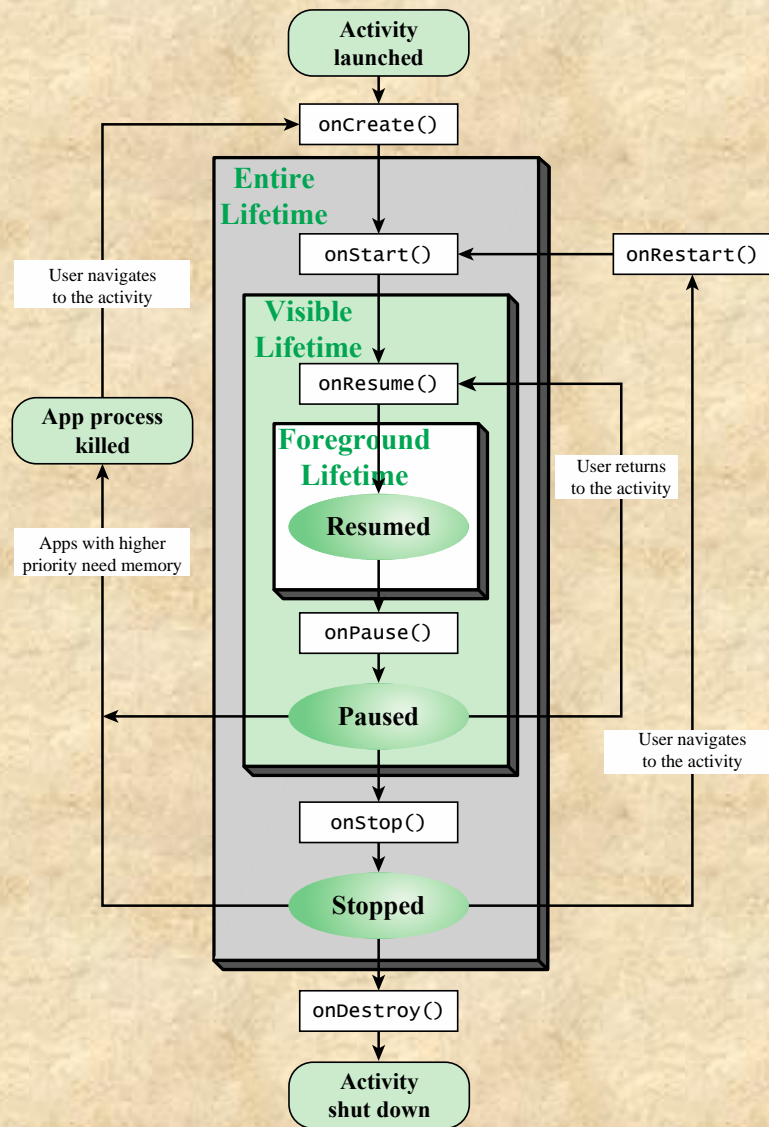 Activity
launched
onCreate()
Entire
Lifetime
onStart()
onRestart()
User navigates
to the activity
Visible
Lifetime
onResume()
App process
killed
Foreground
Lifetime
User returns
to the activity
Resumed
Apps with higher
priority need memory
onPause()
Paused
User navigates
to the activity
onStop()
Stopped
onDestroy()
Activity
shut down